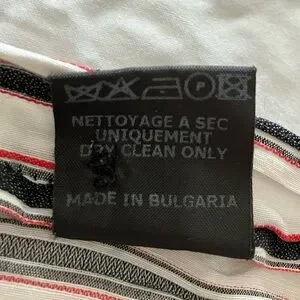 NETTOYAGE A SEC
UNIQUEMENT
DRY CLEAN ONLY
MADE IN BULGARIA